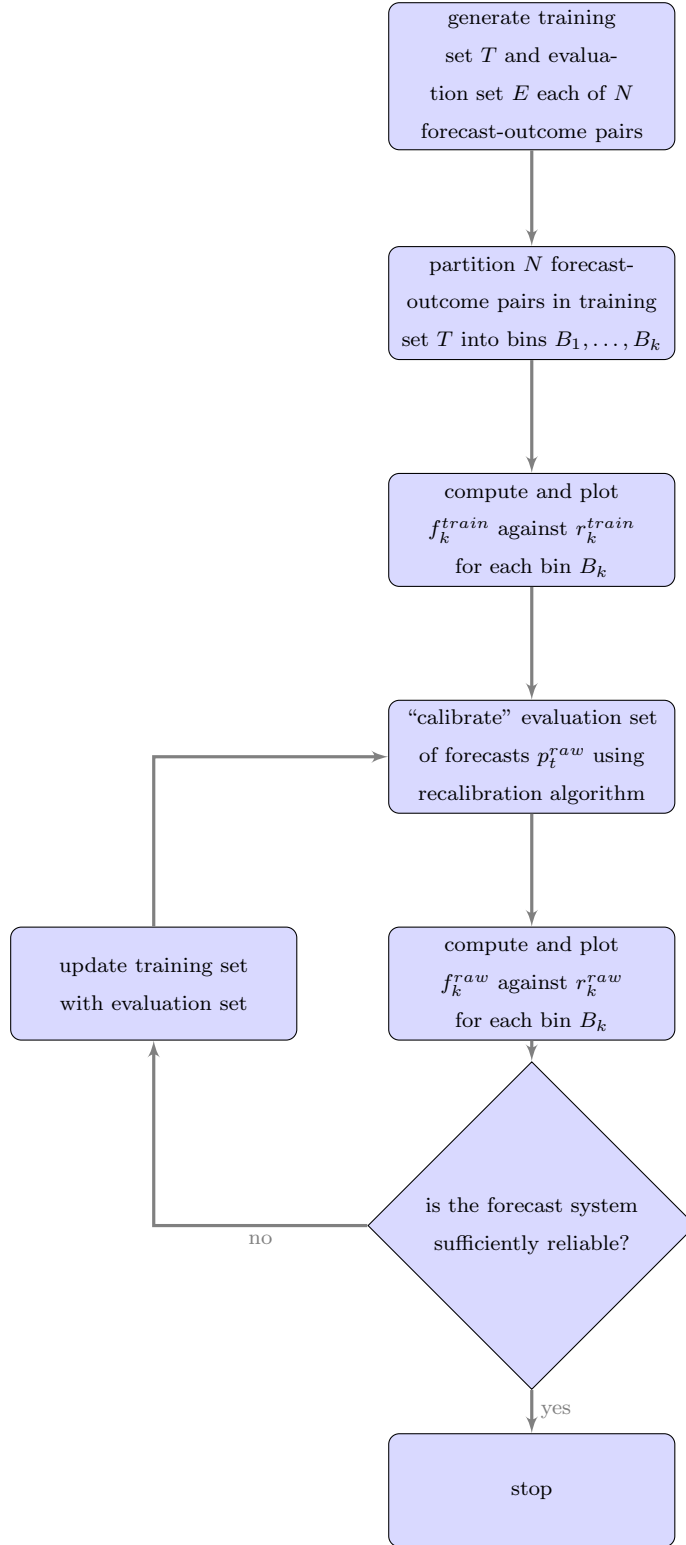 generate training
set T and evalua-
tion set E each of N
forecast-outcome pairs
partition N forecast-
outcome pairs in training
set T into bins B_1, . . . , B_k
compute and plot
f_k^{train} against r_k^{train}
for each bin B_k
“calibrate” evaluation set
of forecasts p_t^{raw} using
recalibration algorithm
update training set
with evaluation set
compute and plot
f_k^{raw} against r_k^{raw}
for each bin B_k
is the forecast system
sufficiently reliable?
no
yes
stop